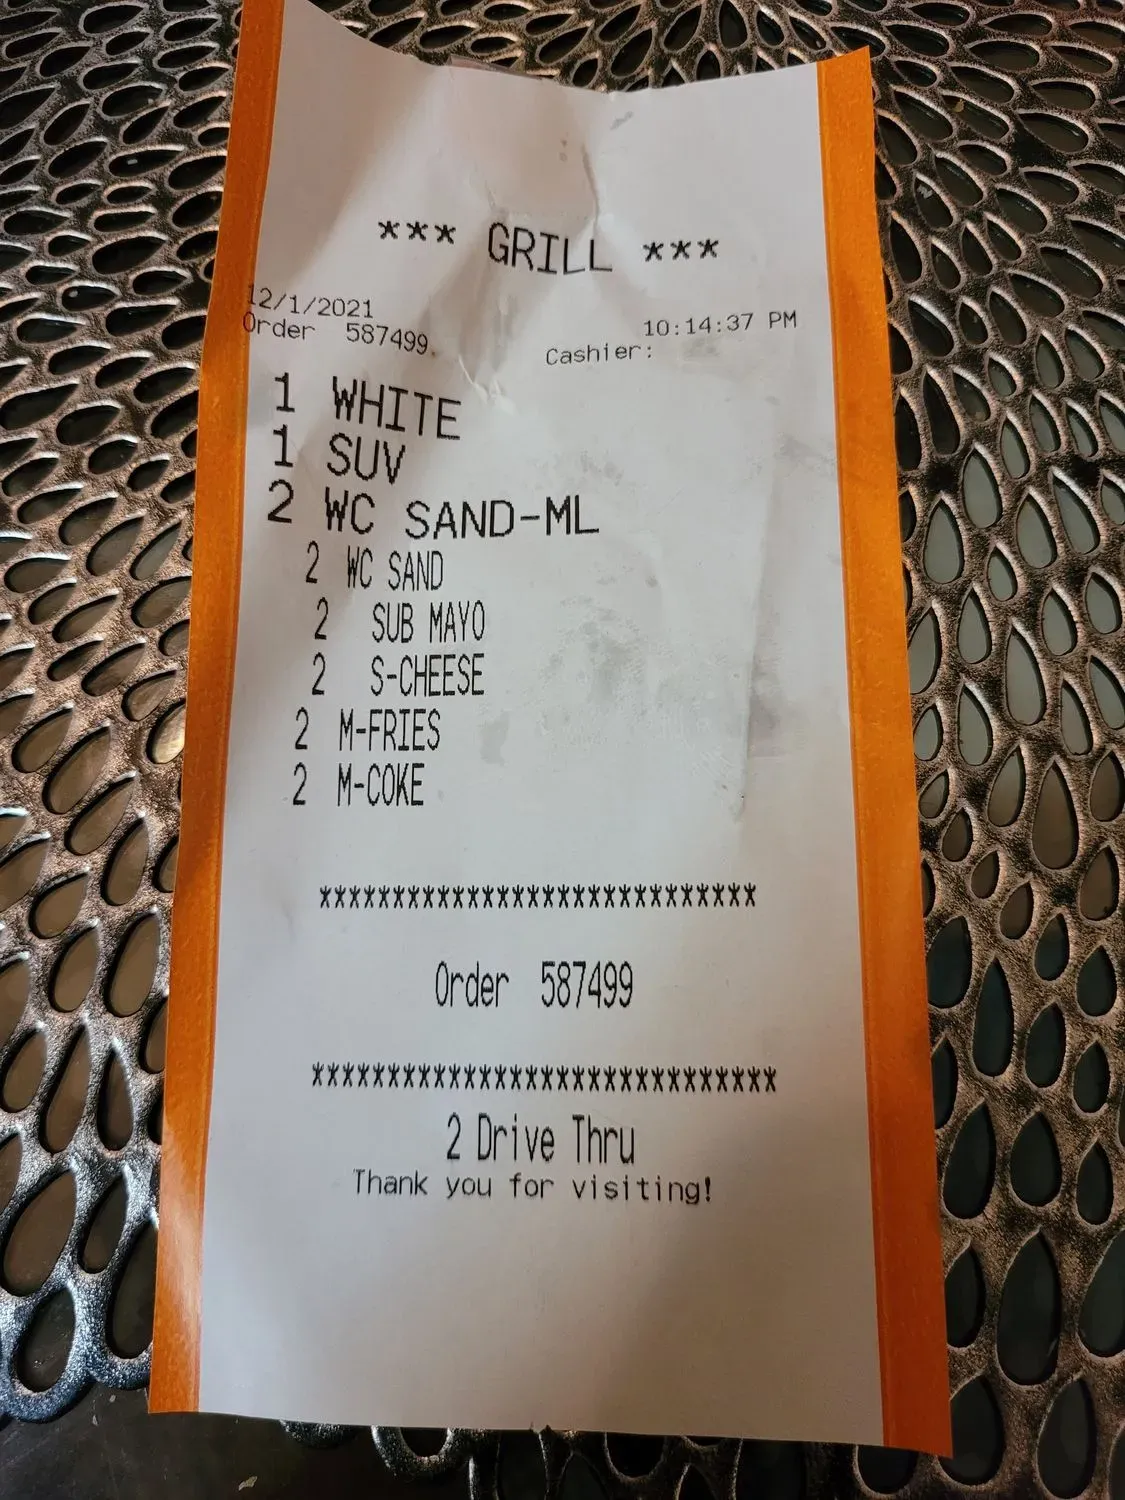 *** GRILL ***
12/1/2021 10:14:37 PM
Order 587499 Cashier:
1 WHITE
1 SUV
2 WC SAND-ML
2 WC SAND
2 SUB MAYO
2 S-CHEESE
2 M-FRIES
2 M-COKE
******************************
Order 587499
*******************************
2 Drive Thru
Thank you for visiting!